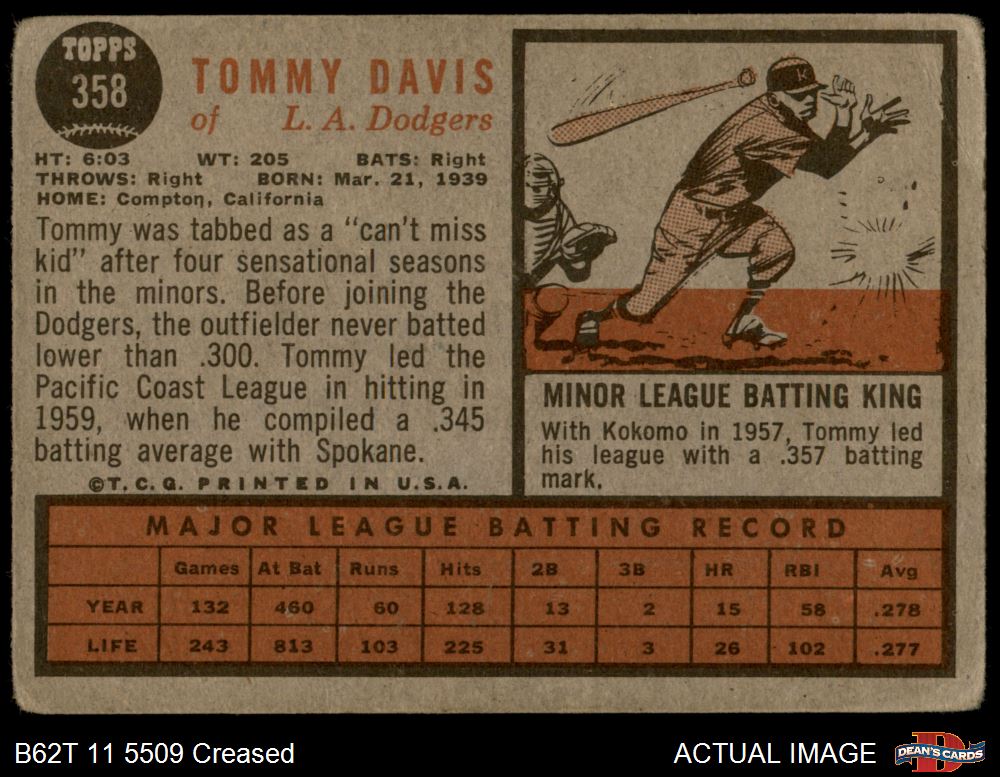 TOPPS
358
TOMMY DAVIS
of L. A. Dodgers
HT: 6:03 WT: 205 BATS: Right
THROWS: Right BORN: Mar. 21, 1939
HOME: Compton, California
Tommy was tabbed as a “can't miss
kid” after four sensational seasons
in the minors. Before joining the
Dodgers, the outfielder never batted
lower than .300. Tommy led the
Pacific Coast League in hitting in
1959, when he compiled a .345
batting average with Spokane.
©T.C.G. PRINTED IN U.S.A.
K
MINOR LEAGUE BATTING KING
With Kokomo in 1957, Tommy led
his league with a .357 batting
mark.
MAJOR LEAGUE BATTING RECORD
Games At Bat Runs Hits 2B 3B HR RBI Avg
YEAR 132 460 60 128 13 2 15 58 .278
LIFE 243 813 103 225 31 3 26 102 .277
B62T 11 5509 Creased
ACTUAL IMAGE
D
DEAN'S CARDS